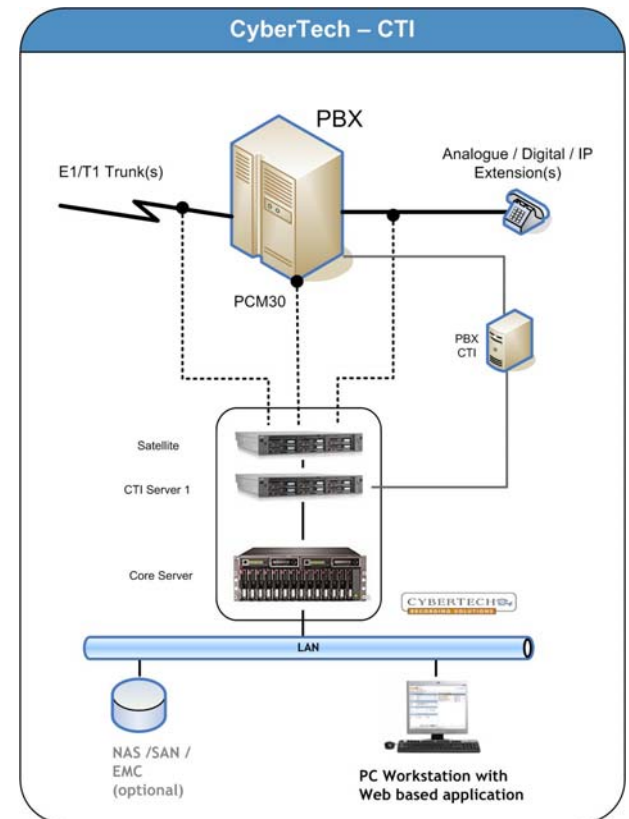 CyberTech – CTI
PBX
E1/T1 Trunk(s)
Analogue / Digital / IP
Extension(s)
PCM30
PBX
CTI
Satellite
CTI Server 1
Core Server
CYBERTECH
RECORDING SOLUTIONS
LAN
NAS /SAN /
EMC
(optional)
PC Workstation with
Web based application